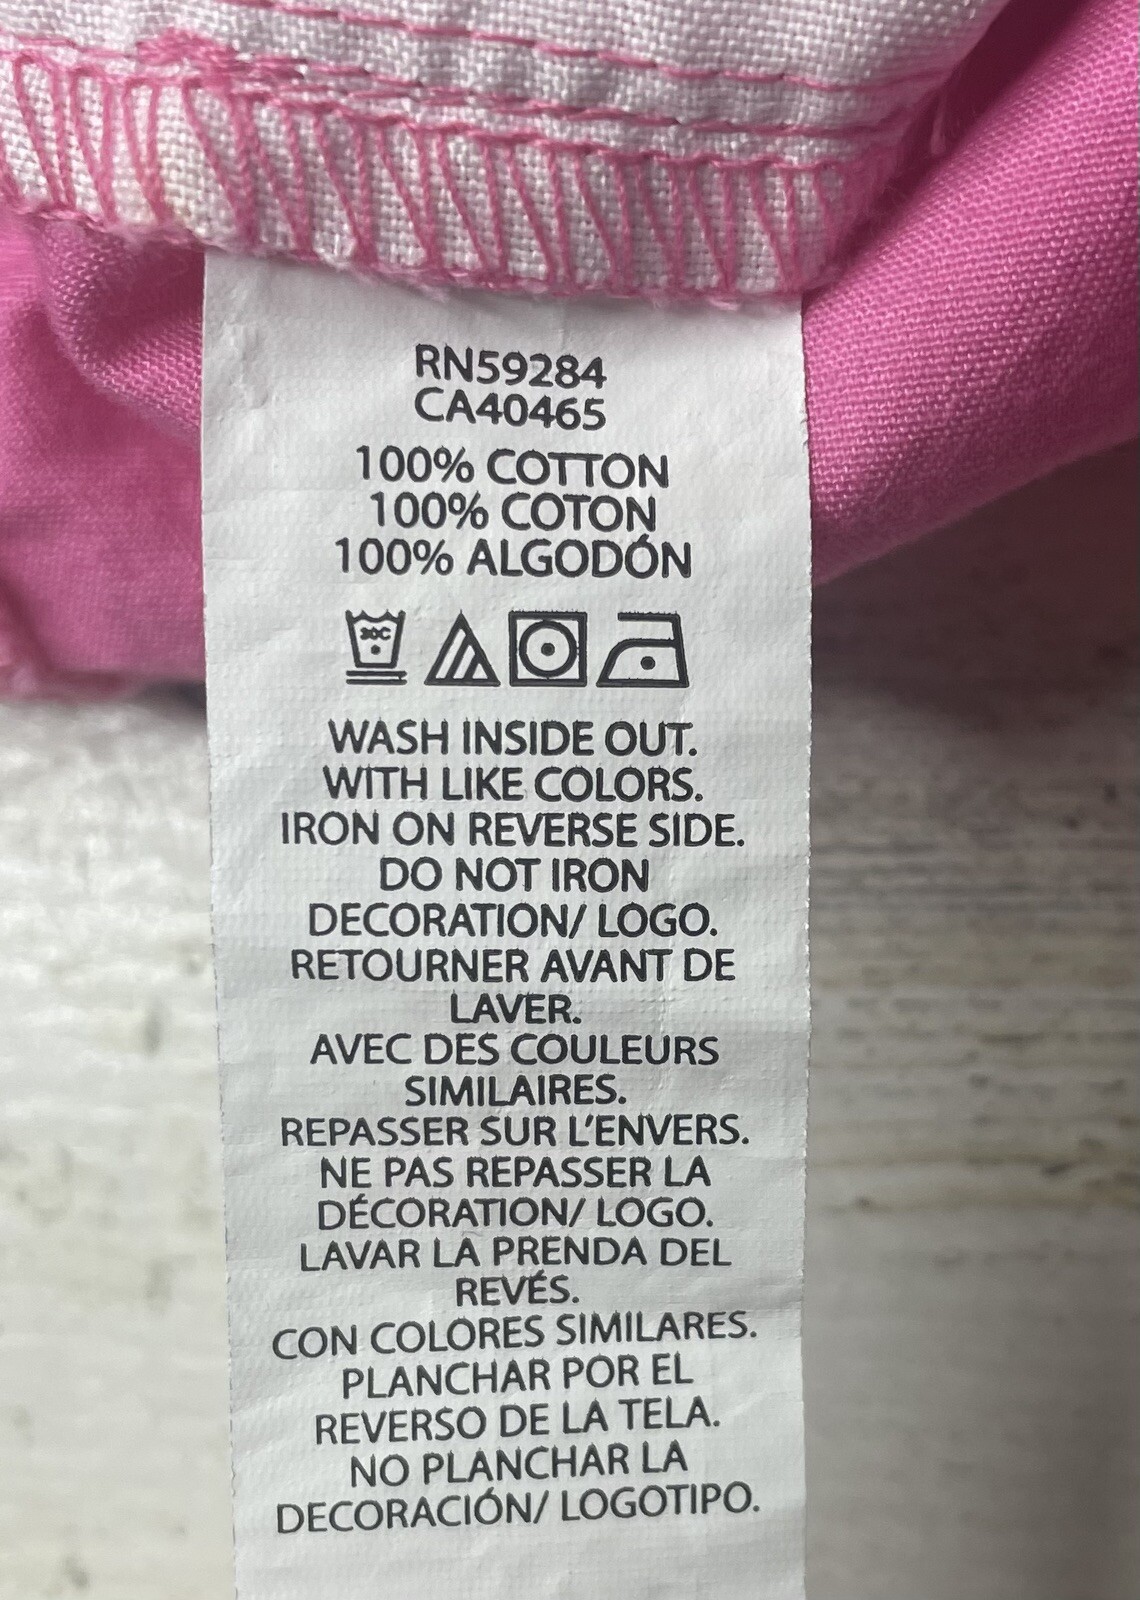 RN59284
CA40465
100% COTTON
100% COTON
100% ALGODÓN
30C
WASH INSIDE OUT.
WITH LIKE COLORS.
IRON ON REVERSE SIDE.
DO NOT IRON
DECORATION/ LOGO.
RETOURNER AVANT DE
LAVER.
AVEC DES COULEURS
SIMILAIRES.
REPASSER SUR L'ENVERS.
NE PAS REPASSER LA
DÉCORATION/ LOGO.
LAVAR LA PRENDA DEL
REVÉS.
CON COLORES SIMILARES.
PLANCHAR POR EL
REVERSO DE LA TELA.
NO PLANCHAR LA
DECORACIÓN/ LOGOTIPO.